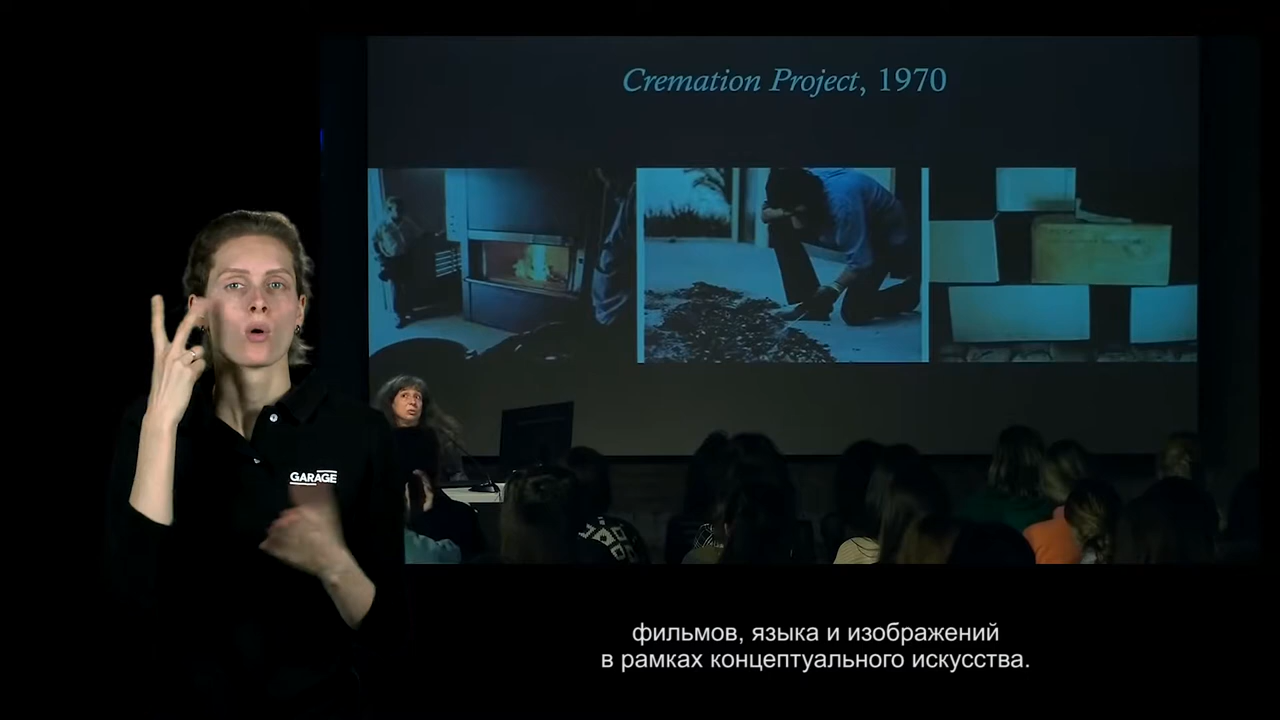 Cremation Project, 1970
GARAGE
фильмов, языка и изображений
в рамках концептуального искусства.